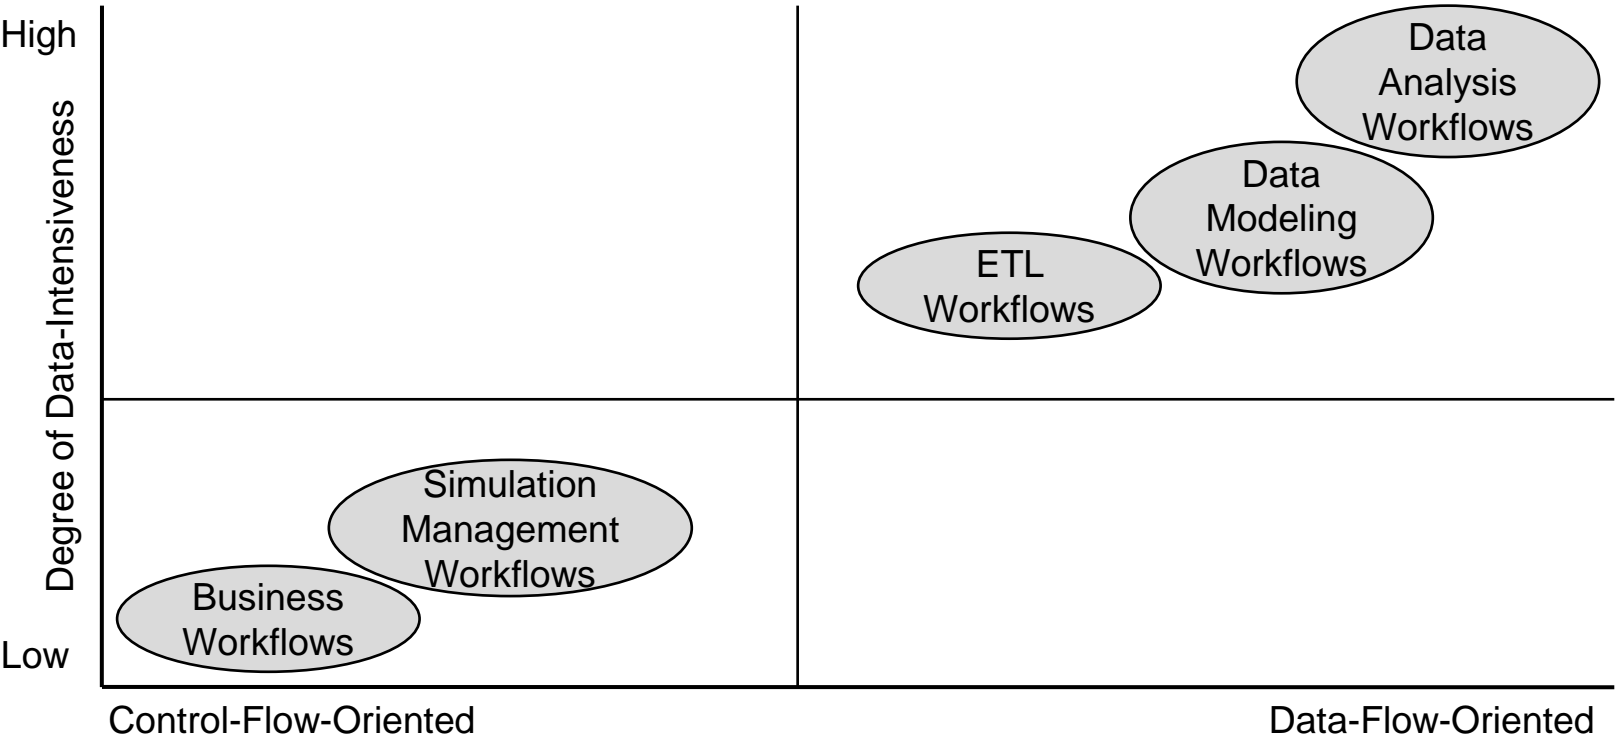 High
Degree of Data-Intensiveness
Low
Data
Analysis
Workflows
Data
Modeling
Workflows
ETL
Workflows
Simulation
Management
Workflows
Business
Workflows
Control-Flow-Oriented
Data-Flow-Oriented